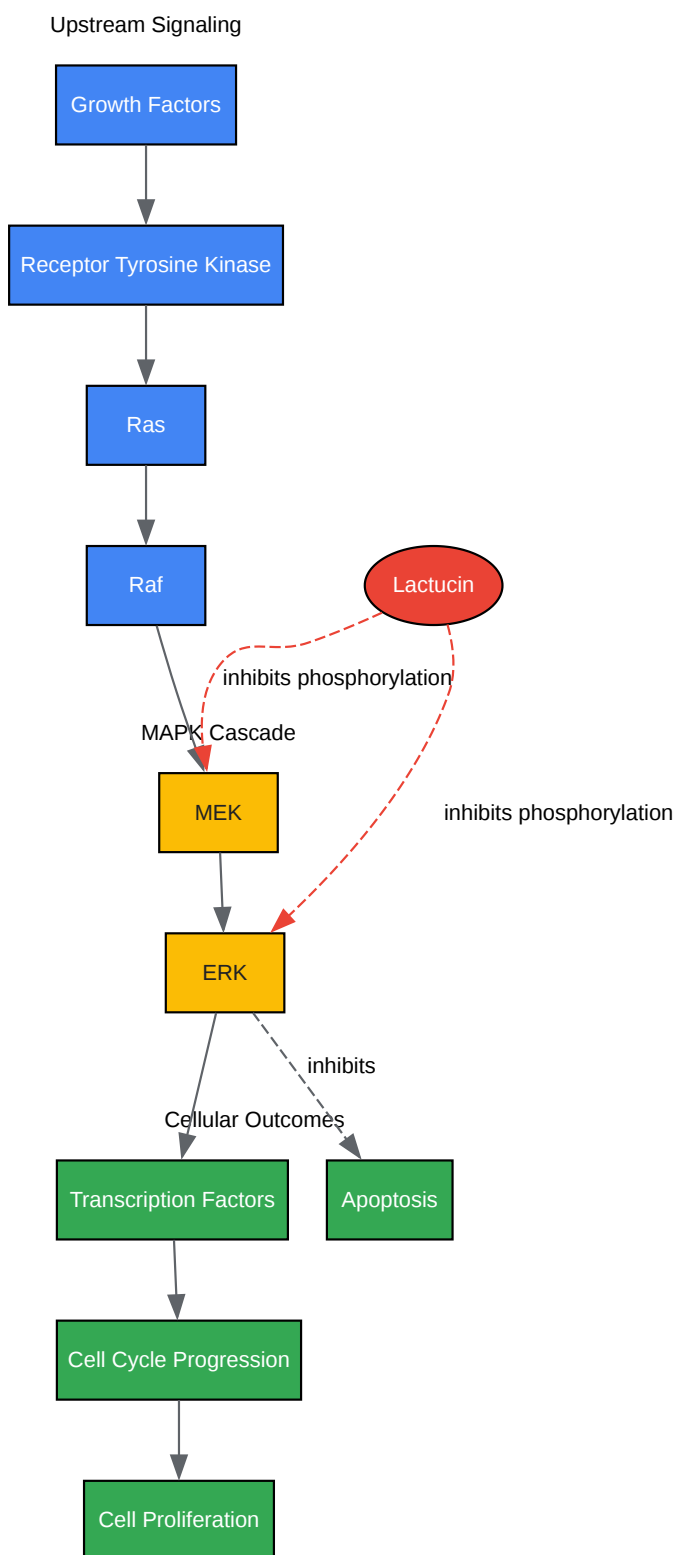 Upstream Signaling
Growth Factors
Receptor Tyrosine Kinase
Ras
Raf
Lactucin
inhibits phosphorylation
MAPK Cascade
MEK
inhibits phosphorylation
ERK
inhibits
Cellular Outcomes
Transcription Factors
Apoptosis
Cell Cycle Progression
Cell Proliferation